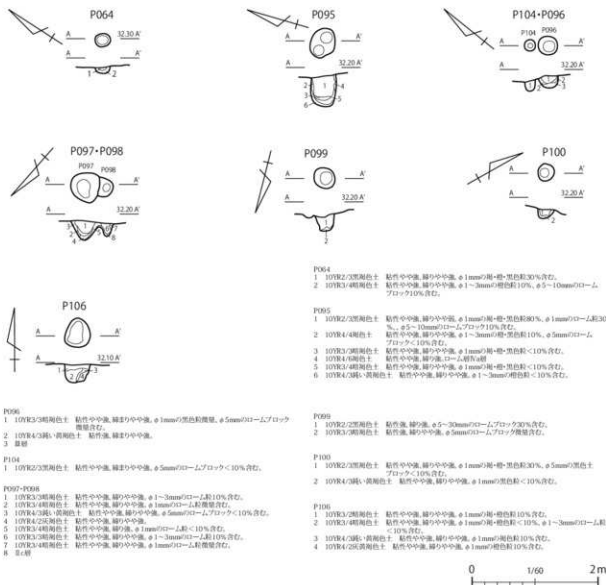 P064
A 32.30 A'
A A'
1 2
P095
A A'
A 32.20 A'
2 1 4
3 5
6
P104・P096
P104 P096
A A'
A 32.20 A'
1 2 1 2 3
P097・P098
P097 P098
A A'
A 32.20 A'
P099
A A'
A 32.20 A'
1
2
P100
A A'
A 32.20 A'
1
2
P106
A A'
A 32.10 A'
1 3
2 4
P064
1 10YR2/3黒褐色土 粘性やや強、締りやや強、φ1mmの褐・橙・黒色粒30%含む。
2 10YR3/4暗褐色土 粘性やや強、締りやや強、φ1～3mmの橙色粒10%、φ5～10mmのローム
ブロック10%含む。
P095
1 10YR2/3黒褐色土 粘性やや強、締りやや弱、φ1mmの褐・橙・黒色粒80%、φ1mmのローム粒30
%、φ5～10mmのロームブロック10%含む。
2 10YR4/4褐色土 粘性やや強、締りやや強、φ1～3mmの橙・黒色粒10%、φ5mmのローム
ブロック<10%含む。
3 10YR3/3暗褐色土 粘性やや強、締りやや強、φ1mmの褐・橙・黒色粒<10%含む。
4 10YR4/6褐色土 粘性やや強、締りやや強、ローム層
5 10YR3/4暗褐色土 粘性やや強、締りやや強、φ1mmの褐・橙・黒色粒<10%含む。
6 10YR4/3鈍い黄褐色土 粘性やや強、締りやや強、φ1～3mmの橙色粒<10%含む。
P096
1 10YR3/3暗褐色土 粘性やや強、締まりやや強、φ1mmの黒色粒微量、φ5mmのロームブロック
微量含む。
2 10YR4/3鈍い黄褐色土 粘性強、締まりやや強。
3 Ⅲ層
P104
1 10YR2/3黒褐色土 粘性やや強、締まりやや強、φ5mmのロームブロック<10%含む。
P097・P098
1 10YR3/3暗褐色土 粘性やや強、締りやや強、φ1～3mmのローム粒10%含む。
2 10YR3/4暗褐色土 粘性やや強、締りやや強、φ1mmのローム粒微量含む。
3 10YR4/3鈍い黄褐色土 粘性やや強、締りやや強、φ5mmのロームブロック<10%含む。
4 10YR4/2灰褐色土 粘性やや強、締りやや強。
5 10YR3/4暗褐色土 粘性やや強、締り強、φ1mmのローム粒<10%含む。
6 10YR3/3暗褐色土 粘性やや強、締りやや強、φ1～3mmのローム粒10%含む。
7 10YR3/4暗褐色土 粘性やや強、締りやや強、φ1mmのローム粒微量含む。
8 Ⅱc層
P099
1 10YR2/2黒褐色土 粘性強、締り強、φ5～30mmのロームブロック30%含む。
2 10YR3/3暗褐色土 粘性強、締りやや強、φ5mmのロームブロック微量含む。
P100
1 10YR2/2黒褐色土 粘性やや強、締りやや強、φ1mmの橙・黒色粒30%、φ5mmの黒色土
ブロック<10%含む。
2 10YR4/3鈍い黄褐色土 粘性やや強、締りやや強、φ1mmの黒色粒<10%含む。
P106
1 10YR3/2暗褐色土 粘性やや強、締りやや強、φ1mmの褐・橙色粒10%含む。
2 10YR3/4暗褐色土 粘性やや強、締りやや強、φ1mmの褐・橙色粒<10%、φ1～3mmのローム粒
<10%含む。
3 10YR4/3鈍い黄褐色土 粘性やや強、締りやや強、φ1mmの褐色粒10%含む。
4 10YR4/2灰黄褐色土 粘性やや強、締りやや強、φ1mmの橙色粒10%含む。
0 1/60 2m